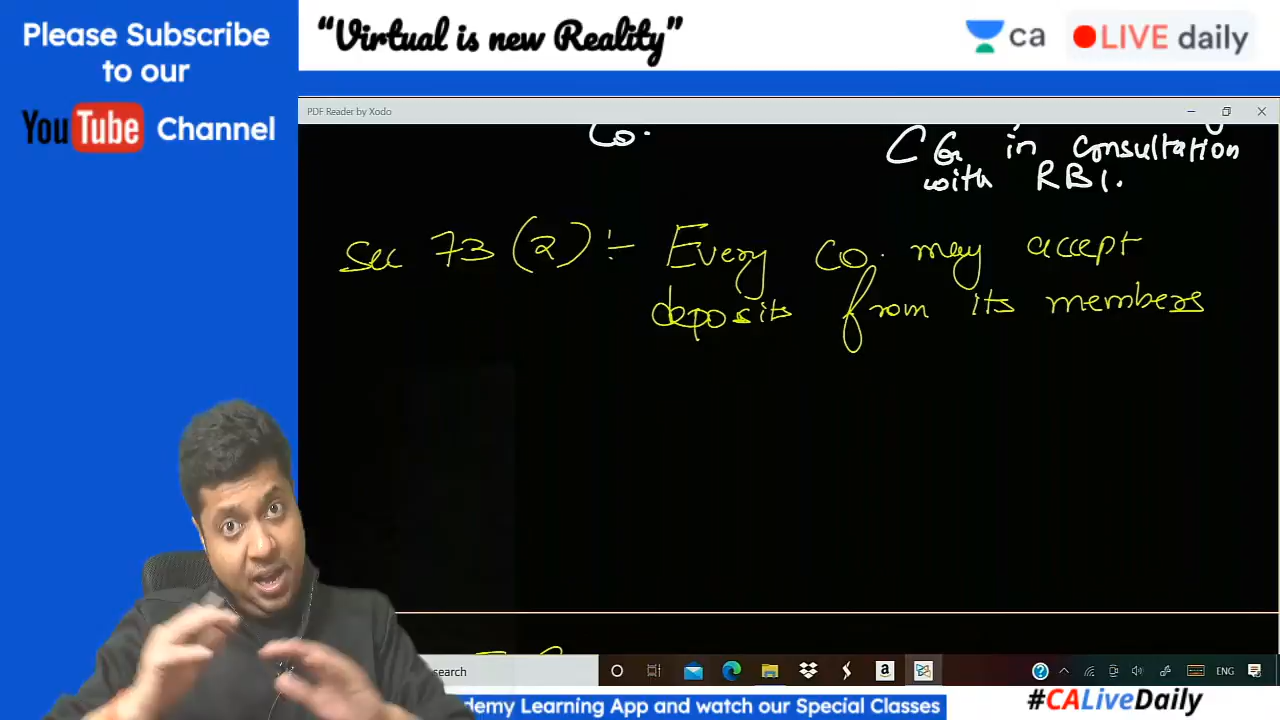 Please Subscribe
to our
YouTube Channel
“Virtual is new Reality”
ca
LIVE daily
PDF Reader by Xodo
Co.
CG in consultation
with RBI.
Sec 73 (2) :- Every Co. may accept
deposits from its members
search
ENG
demy Learning App and watch our Special Classes
#CALiveDaily